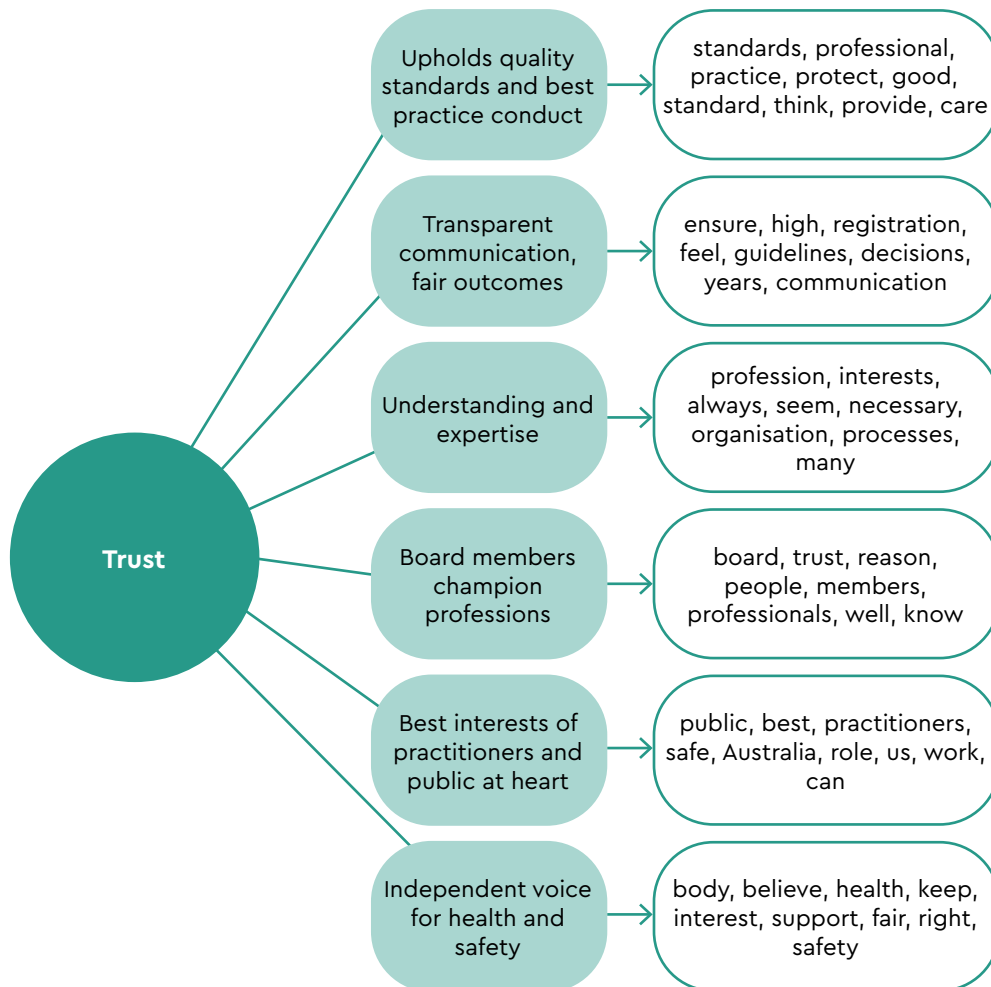 Upholds quality
standards and best
practice conduct
standards, professional,
practice, protect, good,
standard, think, provide, care
Transparent
communication,
fair outcomes
ensure, high, registration,
feel, guidelines, decisions,
years, communication
Understanding and
expertise
profession, interests,
always, seem, necessary,
organisation, processes,
many
Trust
Board members
champion
professions
board, trust, reason,
people, members,
professionals, well, know
Best interests of
practitioners and
public at heart
public, best, practitioners,
safe, Australia, role, us, work,
can
Independent voice
for health and
safety
body, believe, health, keep,
interest, support, fair, right,
safety